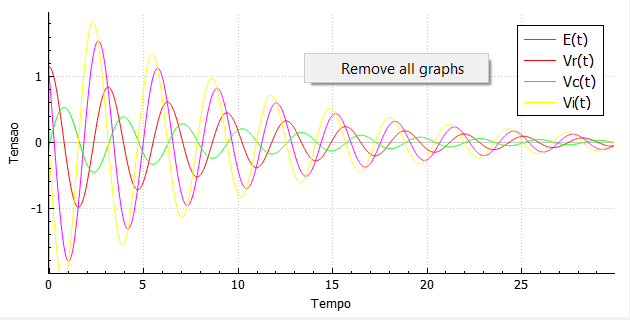 E(t)
Vr(t)
Vc(t)
Vi(t)
Remove all graphs
Tensao
1
0
-1
0 5 10 15 20 25
Tempo